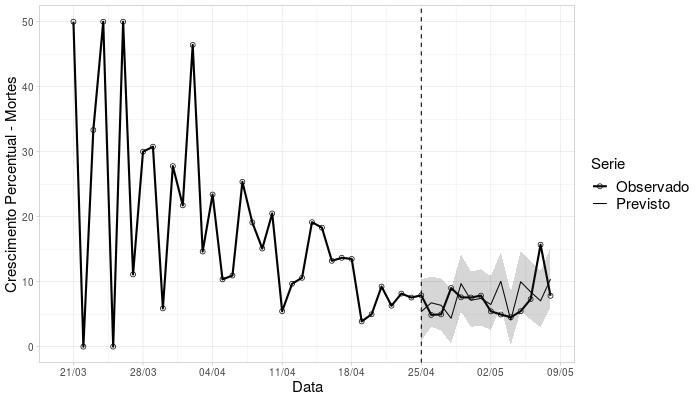 Crescimento Percentual - Mortes
50
40
30
20
10
0
21/03
28/03
04/04
11/04
18/04
25/04
02/05
09/05
Data
Serie
Observado
Previsto